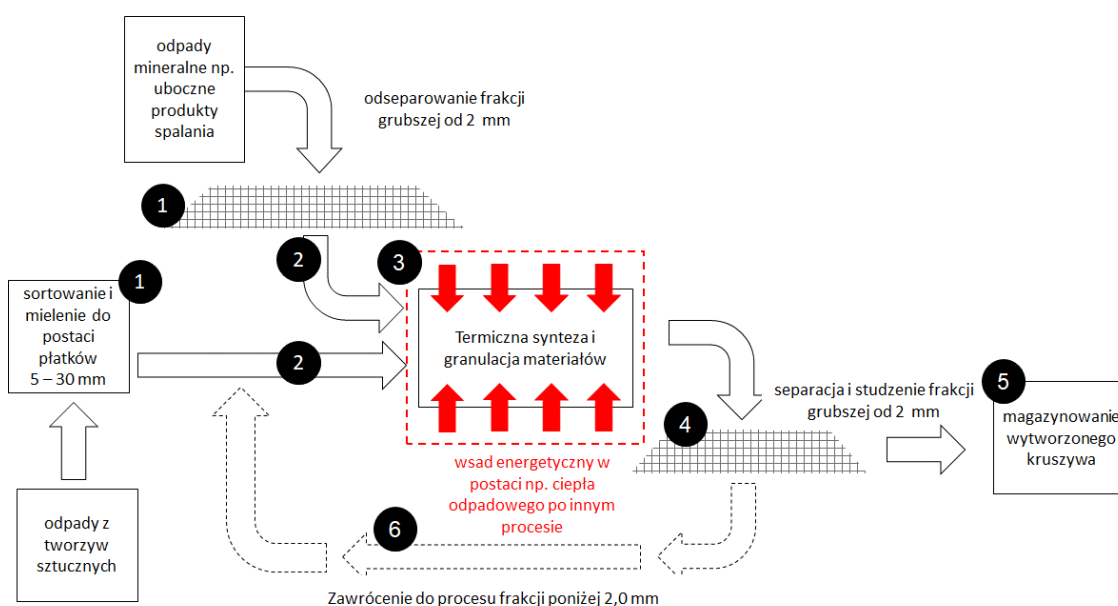 odpady
mineralne np.
uboczne
produkty
spalania
odseparowanie frakcji
grubszej od 2 mm
1
2
3
1
sortowanie i
mielenie do
postaci
płatków
5 – 30 mm
2
Termiczna synteza i
granulacja materiałów
separacja i studzenie frakcji
grubszej od 2 mm
4
5
magazynowanie
wytworzonego
kruszywa
wsad energetyczny w
postaci np. ciepła
odpadowego po innym
procesie
odpady z
tworzyw
sztucznych
6
Zawrócenie do procesu frakcji poniżej 2,0 mm